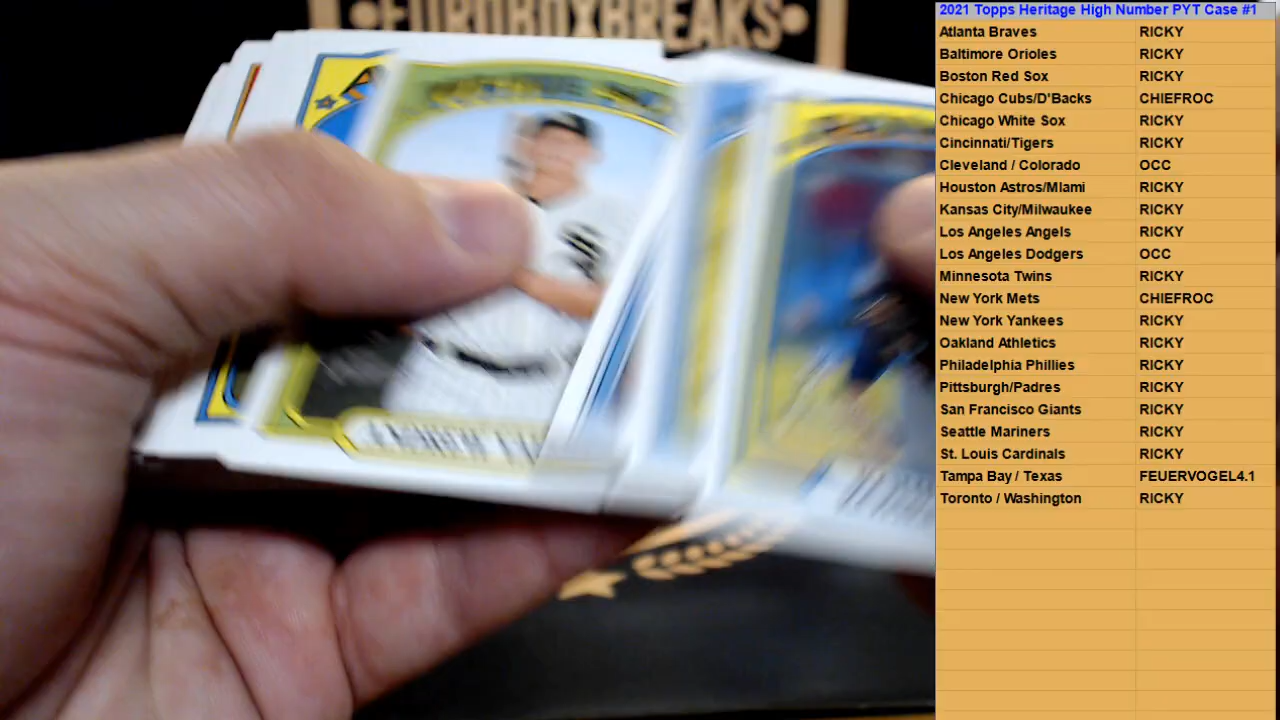 •EUROBOXBREAKS•
2021 Topps Heritage High Number PYT Case #1
Atlanta Braves RICKY
Baltimore Orioles RICKY
Boston Red Sox RICKY
Chicago Cubs/D'Backs CHIEFROC
Chicago White Sox RICKY
Cincinnati/Tigers RICKY
Cleveland / Colorado OCC
Houston Astros/Miami RICKY
Kansas City/Milwaukee RICKY
Los Angeles Angels RICKY
Los Angeles Dodgers OCC
Minnesota Twins RICKY
New York Mets CHIEFROC
New York Yankees RICKY
Oakland Athletics RICKY
Philadelphia Phillies RICKY
Pittsburgh/Padres RICKY
San Francisco Giants RICKY
Seattle Mariners RICKY
St. Louis Cardinals RICKY
Tampa Bay / Texas FEUERVOGEL4.1
Toronto / Washington RICKY
ANDREW